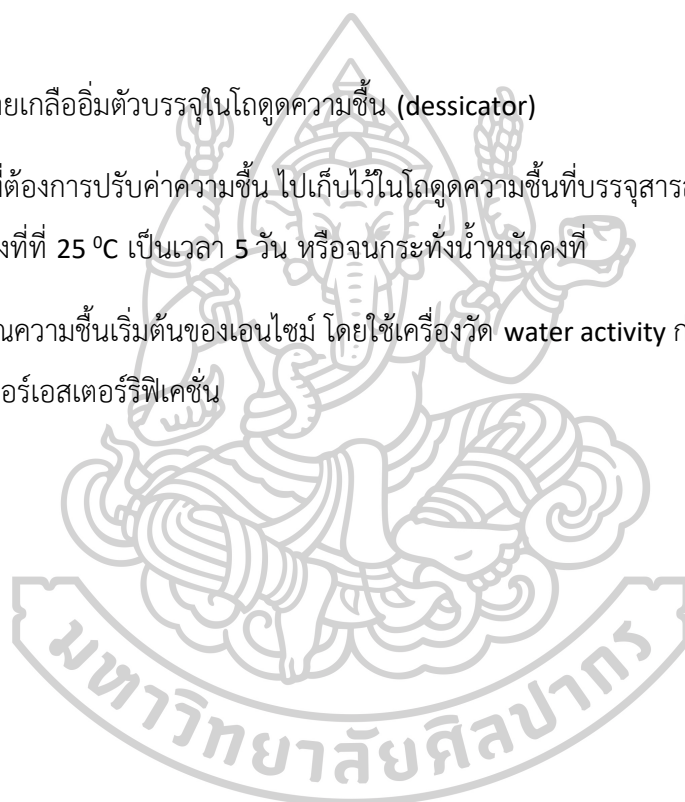 ยเกลืออิ่มตัวบรรจุในโถดูดความชื้น (dessicator)
ที่ต้องการปรับค่าความชื้น ไปเก็บไว้ในโถดูดความชื้นที่บรรจุสาร
งที่ที่ 25 ⁰C เป็นเวลา 5 วัน หรือจนกระทั่งน้ำหนักคงที่
ณความชื้นเริ่มต้นของเอนไซม์ โดยใช้เครื่องวัด water activity ก
อร์เอสเตอร์ริฟิเคชั่น
มหาวิทยาลัยศิลปากร